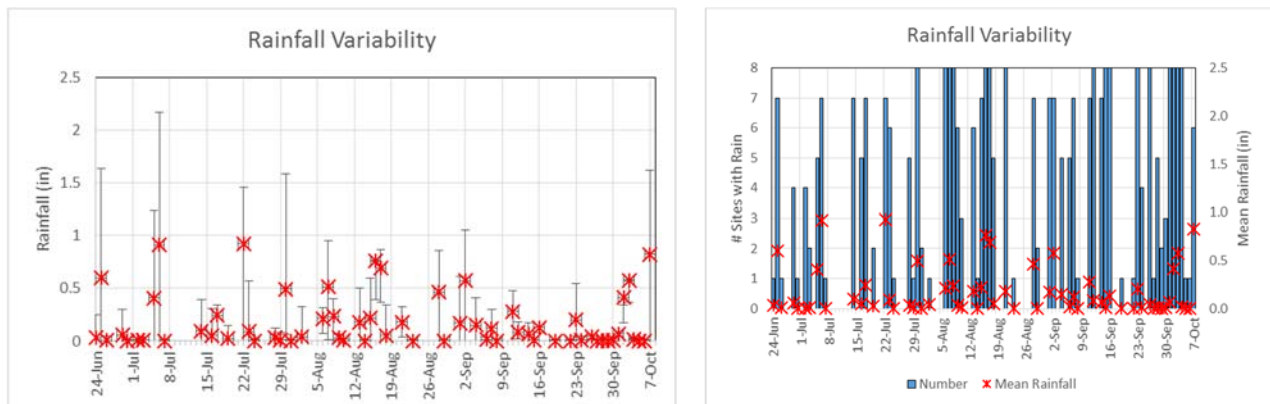 Rainfall Variability
2.5
2
1.5
1
0.5
0
Rainfall (in)
24-Jun
1-Jul
8-Jul
15-Jul
22-Jul
29-Jul
5-Aug
12-Aug
19-Aug
26-Aug
2-Sep
9-Sep
16-Sep
23-Sep
30-Sep
7-Oct
Rainfall Variability
8
7
6
5
4
3
2
1
0
# Sites with Rain
2.5
2.0
1.5
1.0
0.5
0.0
Mean Rainfall (in)
24-Jun
1-Jul
8-Jul
15-Jul
22-Jul
29-Jul
5-Aug
12-Aug
19-Aug
26-Aug
2-Sep
9-Sep
16-Sep
23-Sep
30-Sep
7-Oct
Number
Mean Rainfall